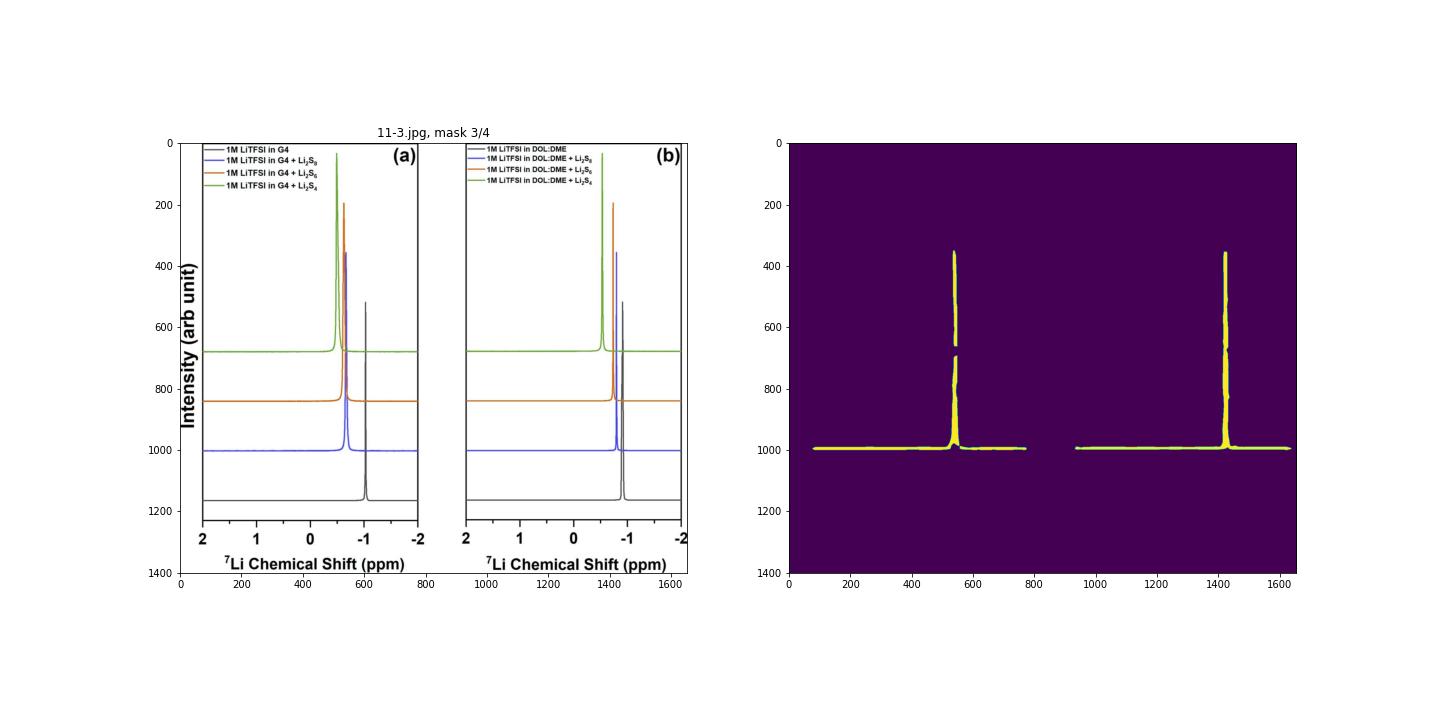 11-3.jpg, mask 3/4
0
200
400
600
800
1000
1200
1400
Intensity (arb unit)
1M LiTFSI in G4
1M LiTFSI in G4 + Li₂S₈
1M LiTFSI in G4 + Li₂S₆
1M LiTFSI in G4 + Li₂S₄
(a)
2 1 0 -1 -2
⁷Li Chemical Shift (ppm)
1M LiTFSI in DOL:DME
1M LiTFSI in DOL:DME + Li₂S₈
1M LiTFSI in DOL:DME + Li₂S₆
1M LiTFSI in DOL:DME + Li₂S₄
(b)
2 1 0 -1 -2
⁷Li Chemical Shift (ppm)
0 200 400 600 800 1000 1200 1400 1600
0
200
400
600
800
1000
1200
1400
0 200 400 600 800 1000 1200 1400 1600